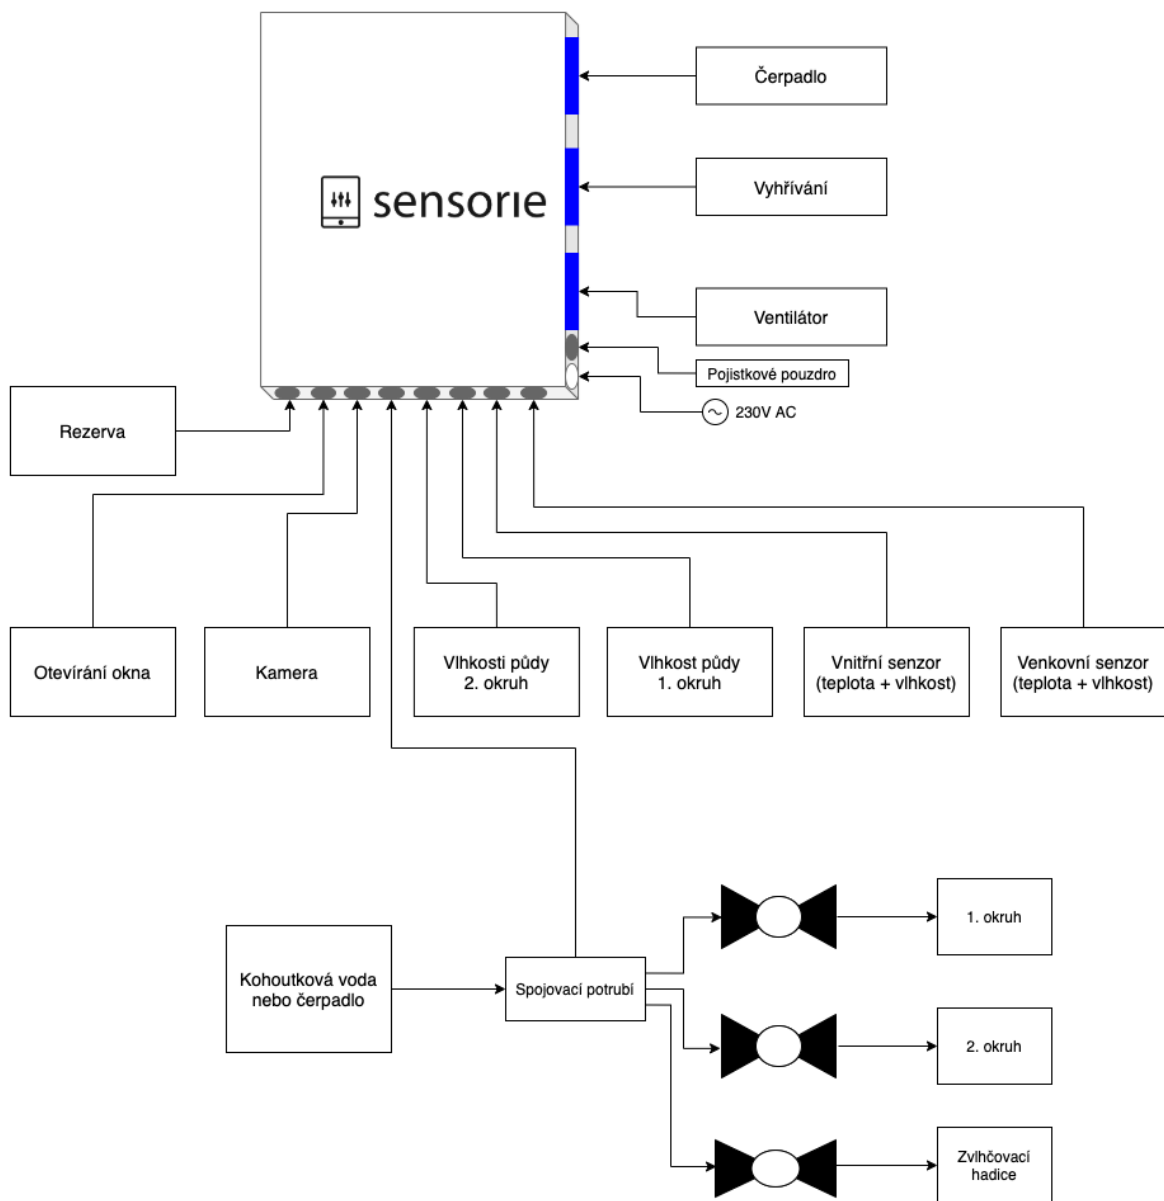 Čerpadlo
sensorıe
Vyhřívání
Ventilátor
Pojistkové pouzdro
230V AC
Rezerva
Otevírání okna
Kamera
Vlhkosti půdy
2. okruh
Vlhkost půdy
1. okruh
Vnitřní senzor
(teplota + vlhkost)
Venkovní senzor
(teplota + vlhkost)
Kohoutková voda
nebo čerpadlo
Spojovací potrubí
1. okruh
2. okruh
Zvlhčovací
hadice